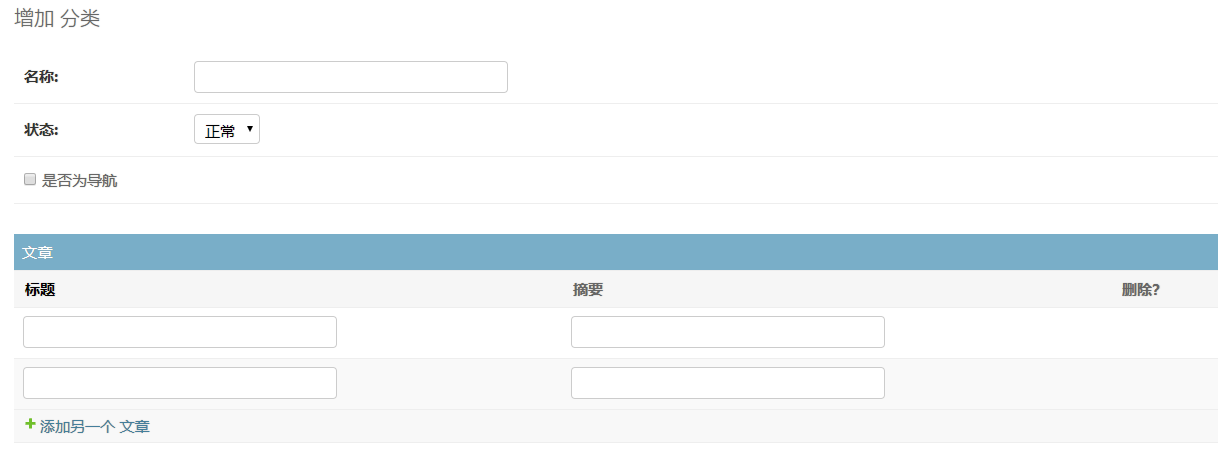 增加 分类
名称:
状态: 正常
是否为导航
文章
标题 摘要 删除?
添加另一个 文章